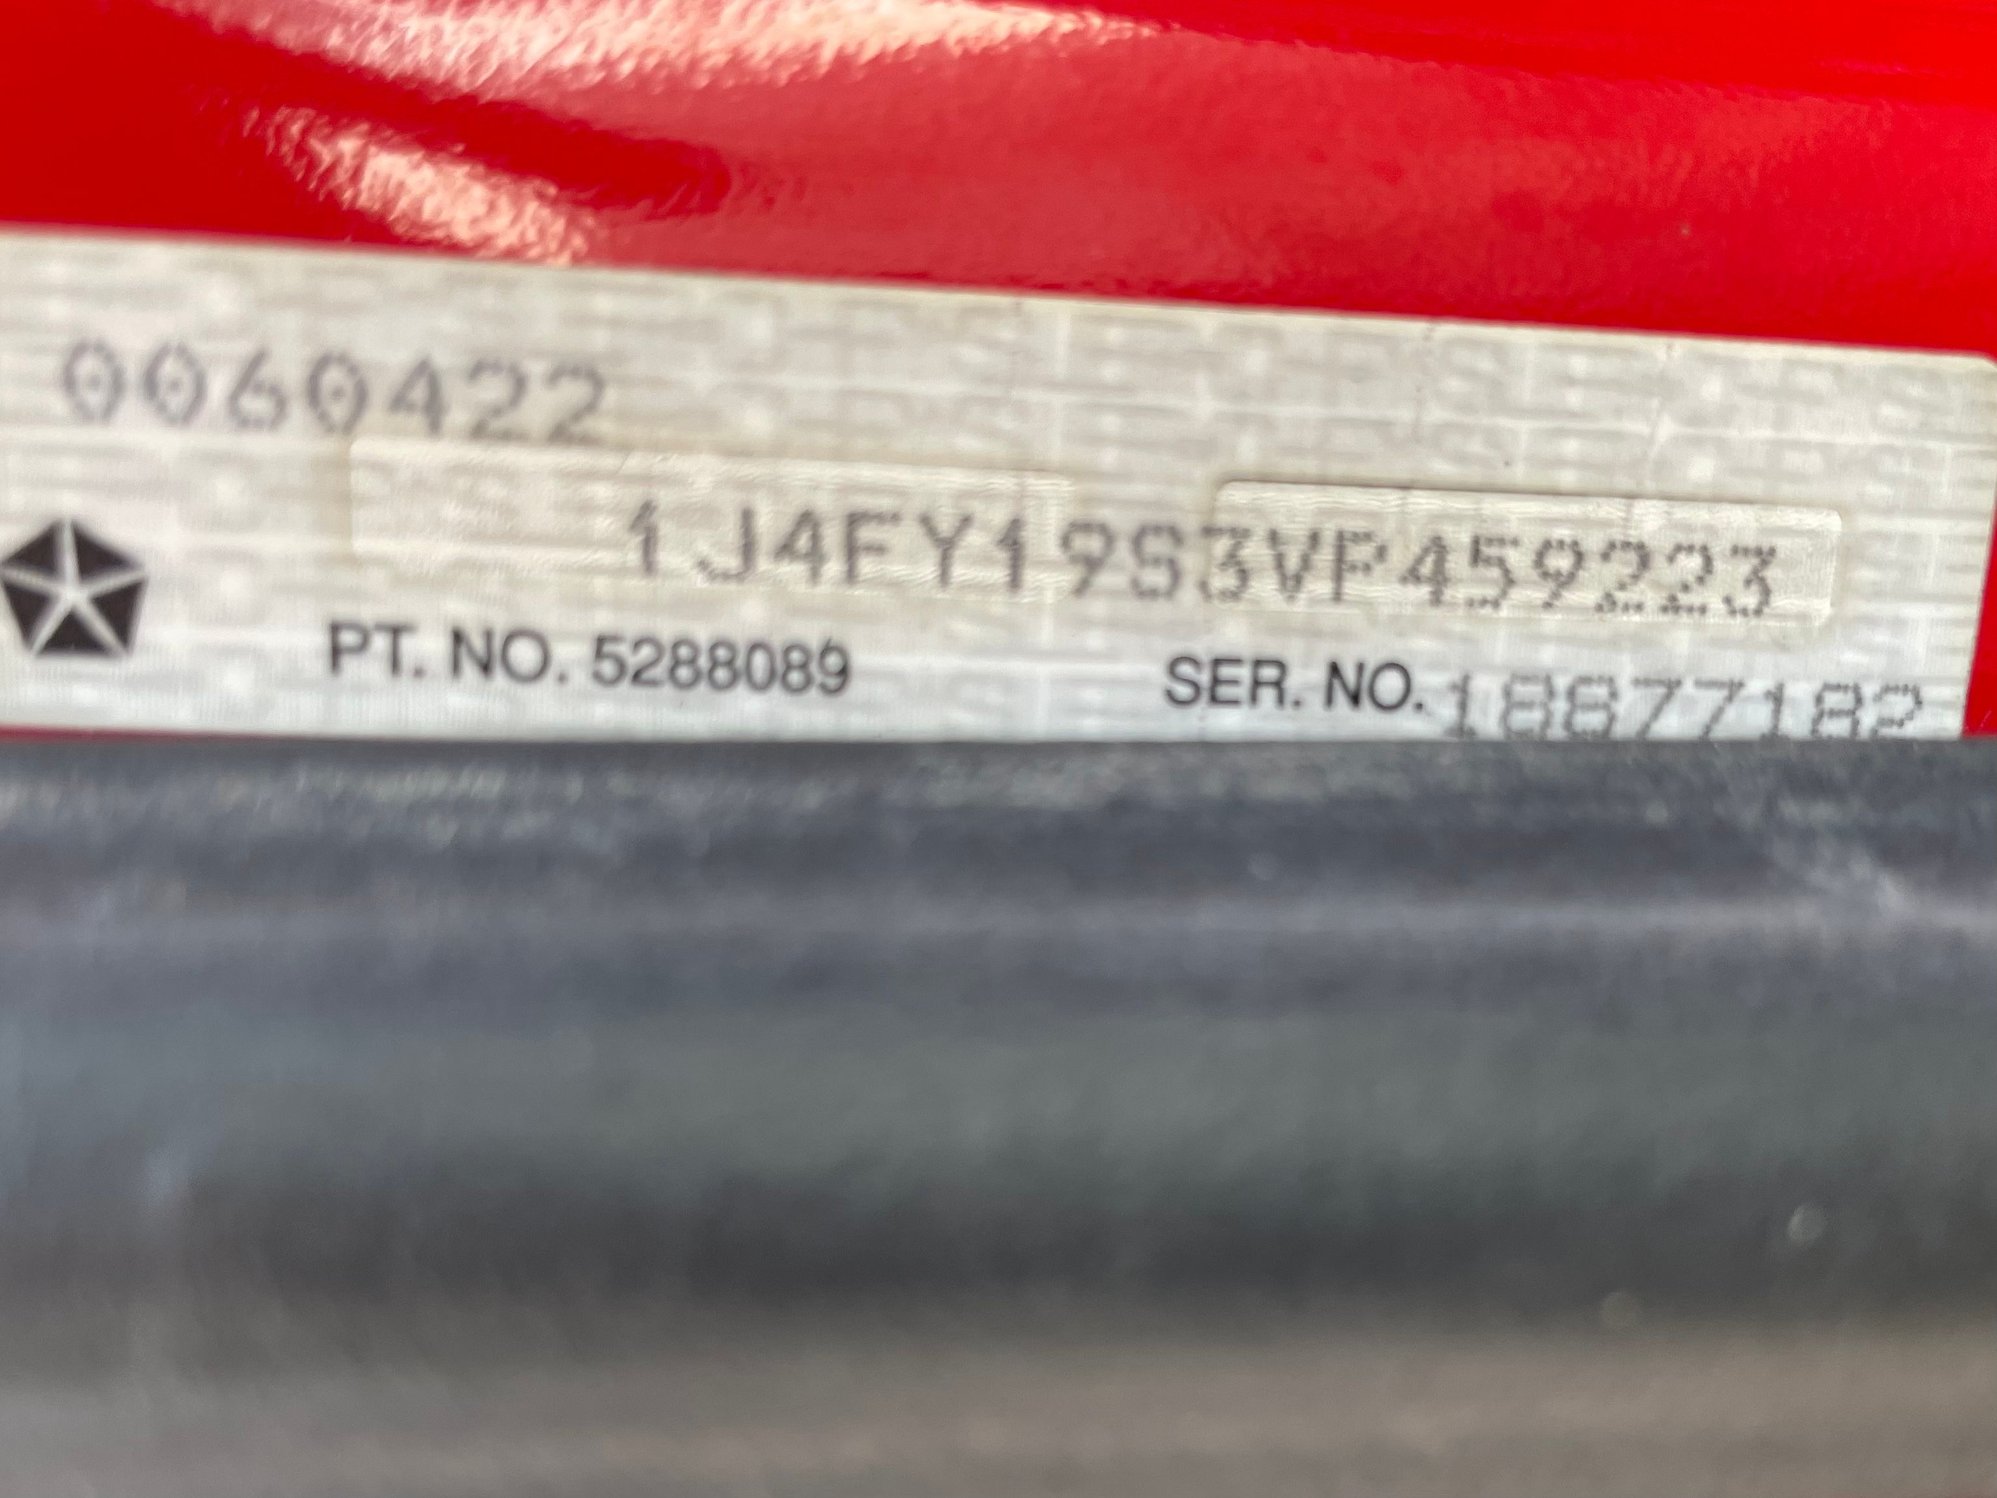 0060422
1J4FY19S3VP459223
PT. NO. 5288089 SER. NO. 18877182